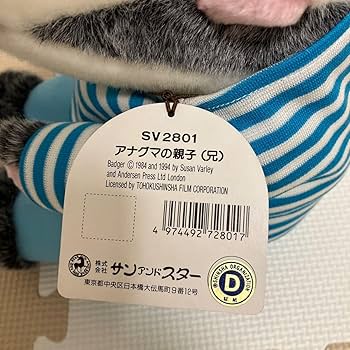 SV2801
アナグマの親子(兄)
Badger © 1984 and 1994 by Susan Varley
and Andersen Press Ltd London
Licensed by TOHOKUSHINSHA FILM CORPORATION
4 974492 728017
株式会社 サンアンドスター
東京都中央区日本橋大伝馬町9番12号
D